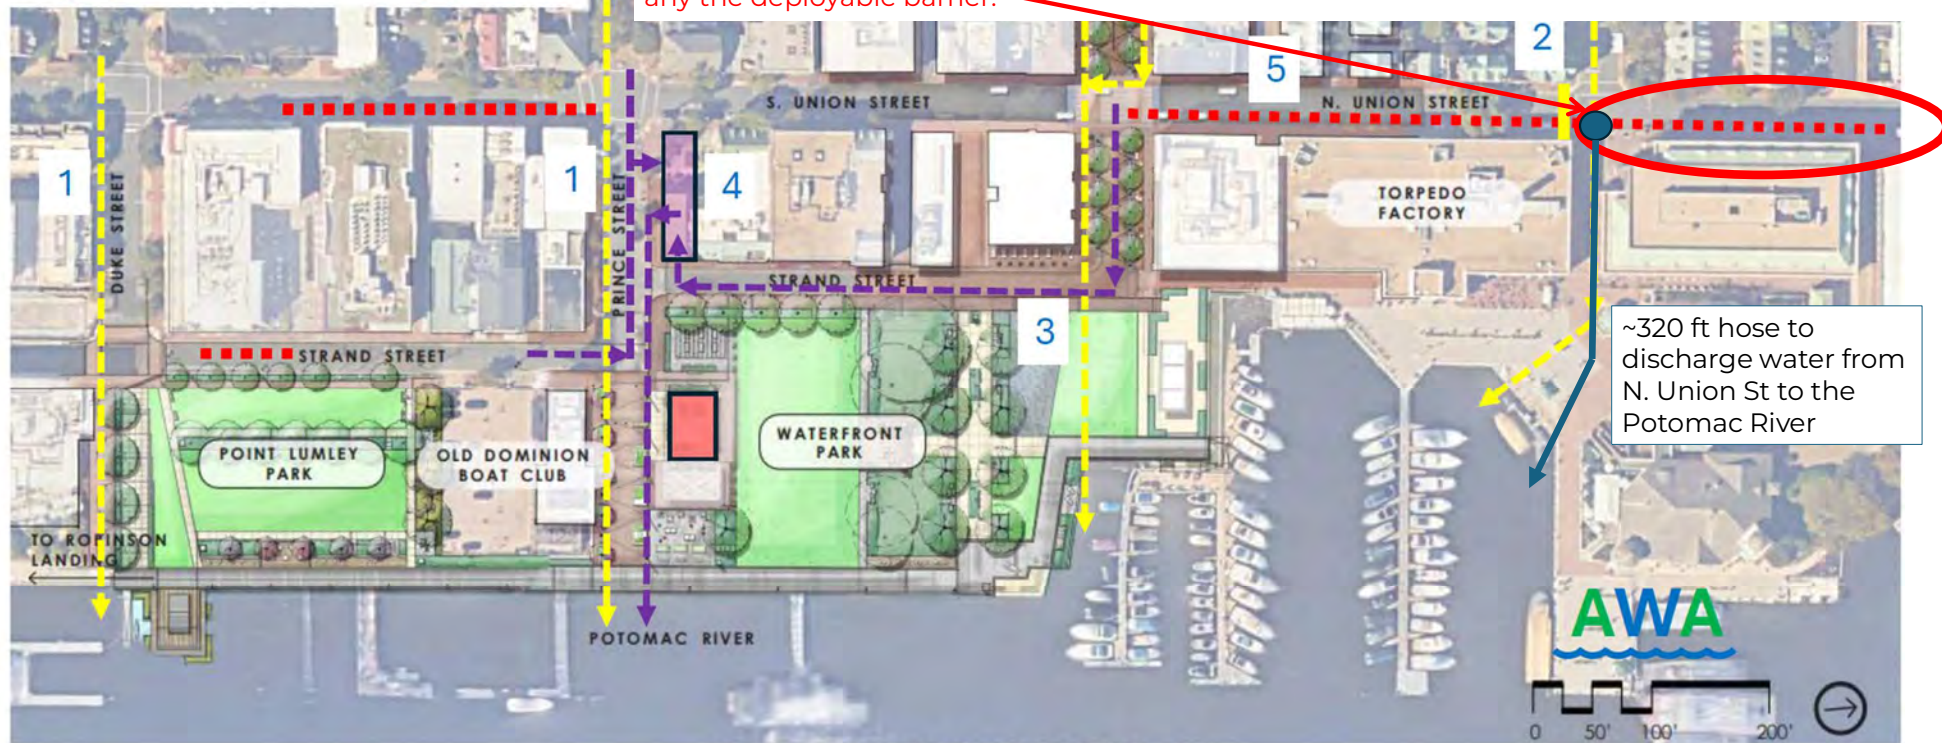 any the deployable barrier.
2
5
S. UNION STREET
N. UNION STREET
1
DUKE STREET
1
PRINCE STREET
4
TORPEDO
FACTORY
STRAND STREET
3
~320 ft hose to
discharge water from
N. Union St to the
Potomac River
STRAND STREET
POINT LUMLEY
PARK
OLD DOMINION
BOAT CLUB
WATERFRONT
PARK
TO ROBINSON
LANDING
POTOMAC RIVER
AWA
0 50' 100' 200'